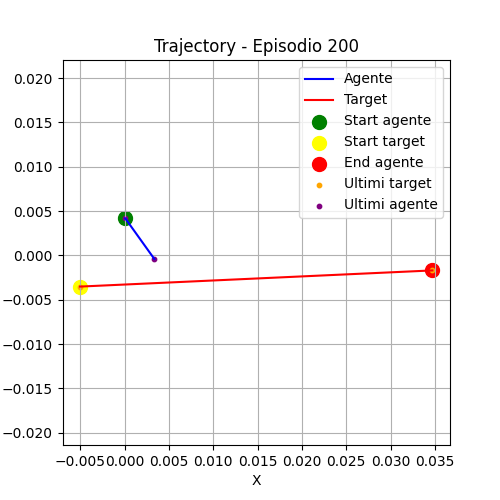 Trajectory - Episodio 200
Agente
Target
Start agente
Start target
End agente
Ultimi target
Ultimi agente
0.020
0.015
0.010
0.005
0.000
−0.005
−0.010
−0.015
−0.020
−0.005 0.000 0.005 0.010 0.015 0.020 0.025 0.030 0.035
X